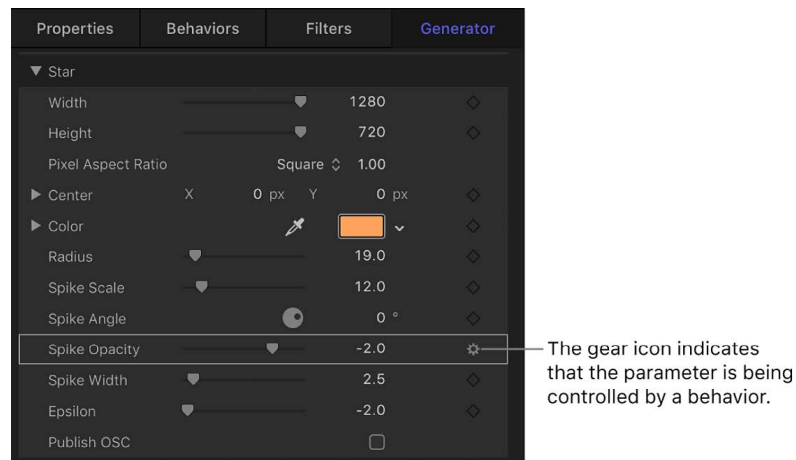 Properties Behaviors Filters Generator
Star
Width 1280
Height 720
Pixel Aspect Ratio Square 1.00
Center X 0 px Y 0 px
Color
Radius 19.0
Spike Scale 12.0
Spike Angle 0 °
Spike Opacity -2.0
Spike Width 2.5
Epsilon -2.0
Publish OSC
The gear icon indicates
that the parameter is being
controlled by a behavior.